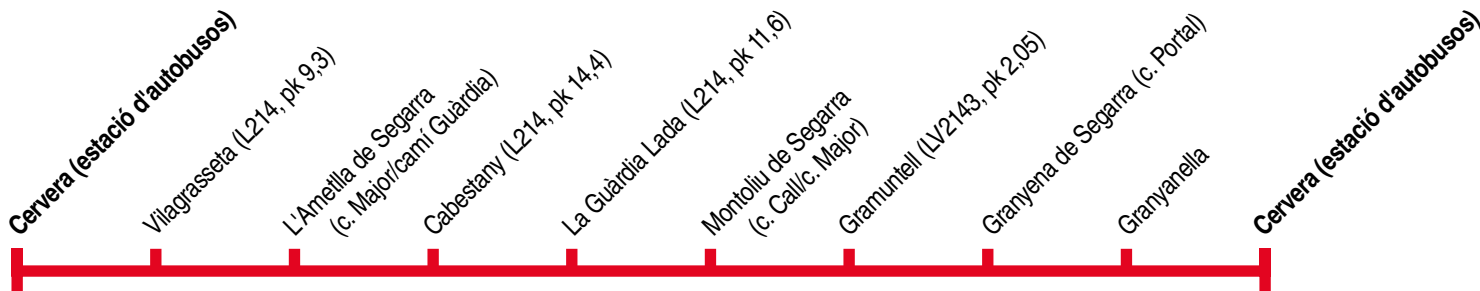 Cervera (estació d'autobusos)
Vilagrasseta (L214, pk 9,3)
L'Ametlla de Segarra
(c. Major/camí Guàrdia)
Cabestany (L214, pk 14,4)
La Guàrdia Lada (L214, pk 11,6)
Montoliu de Segarra
(c. Call/c. Major)
Gramuntell (LV2143, pk 2,05)
Granyena de Segarra (c. Portal)
Granyanella
Cervera (estació d'autobusos)